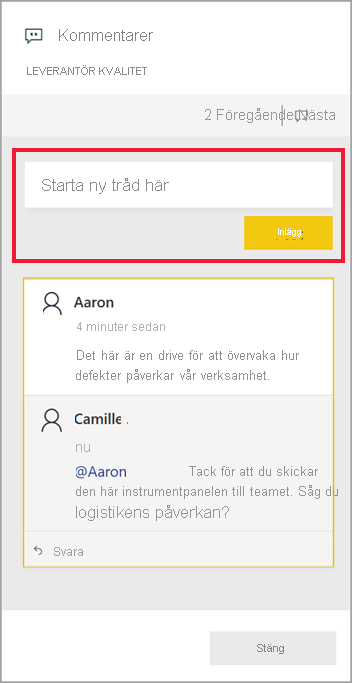 Kommentarer
LEVERANTÖR KVALITET
2 Föregående Nästa
Starta ny tråd här
Inlägg
Aaron
4 minuter sedan
Det här är en drive för att övervaka hur
defekter påverkar vår verksamhet.
Camille .
nu
@Aaron Tack för att du skickar
den här instrumentpanelen till teamet. Såg du
logistikens påverkan?
Svara
Stäng